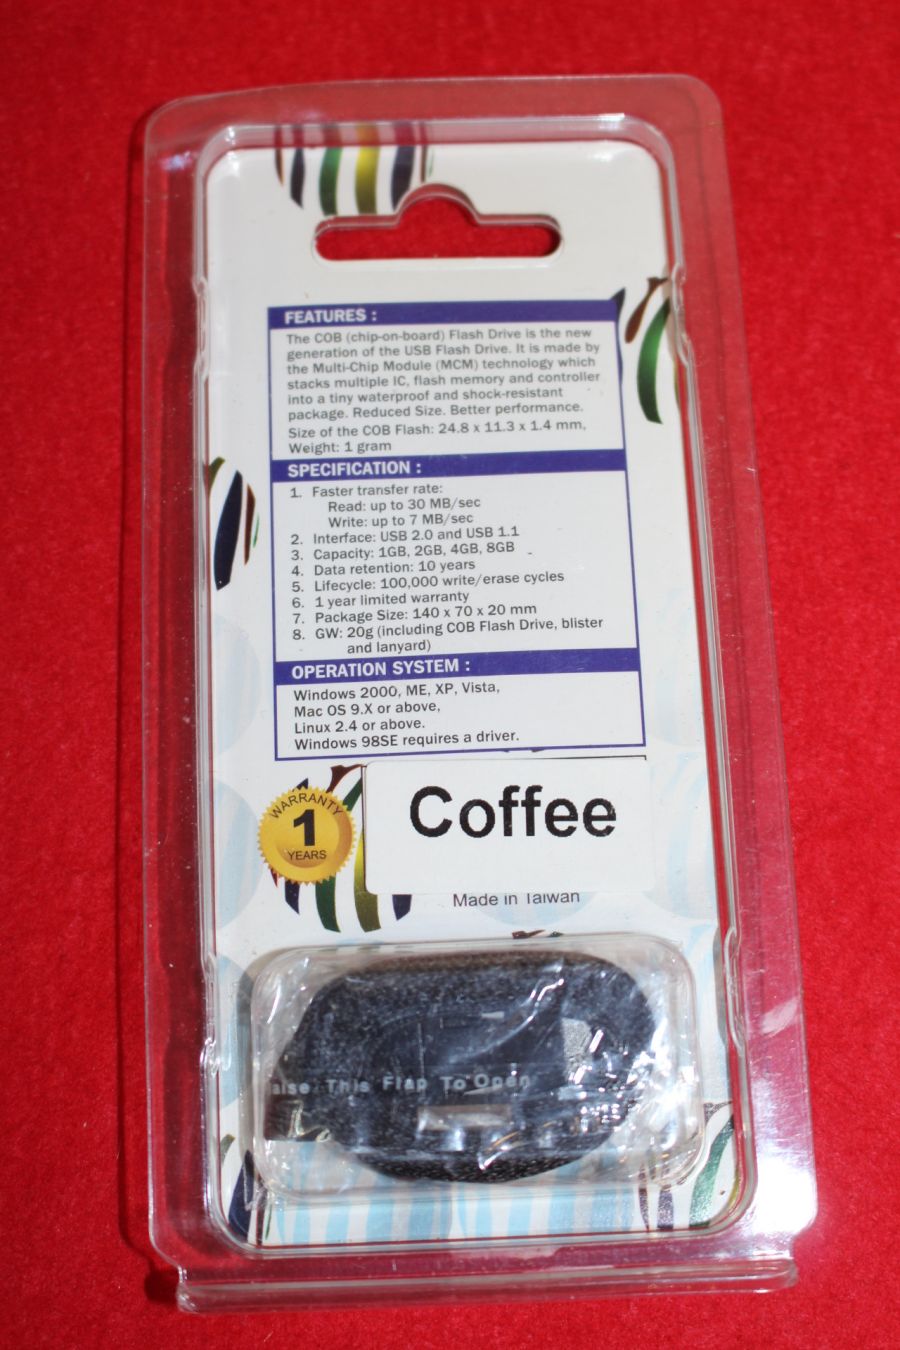 FEATURES :
The COB (chip-on-board) Flash Drive is the new
generation of the USB Flash Drive. It is made by
the Multi-Chip Module (MCM) technology which
stacks multiple IC, flash memory and controller
into a tiny waterproof and shock-resistant
package. Reduced Size. Better performance.
Size of the COB Flash: 24.8 x 11.3 x 1.4 mm,
Weight: 1 gram
SPECIFICATION :
1. Faster transfer rate:
Read: up to 30 MB/sec
Write: up to 7 MB/sec
2. Interface: USB 2.0 and USB 1.1
3. Capacity: 1GB, 2GB, 4GB, 8GB
4. Data retention: 10 years
5. Lifecycle: 100,000 write/erase cycles
6. 1 year limited warranty
7. Package Size: 140 x 70 x 20 mm
8. GW: 20g (including COB Flash Drive, blister
and lanyard)
OPERATION SYSTEM :
Windows 2000, ME, XP, Vista,
Mac OS 9.X or above,
Linux 2.4 or above.
Windows 98SE requires a driver.
WARRANTY
1
YEARS
Coffee
Made in Taiwan
This Flap To Open